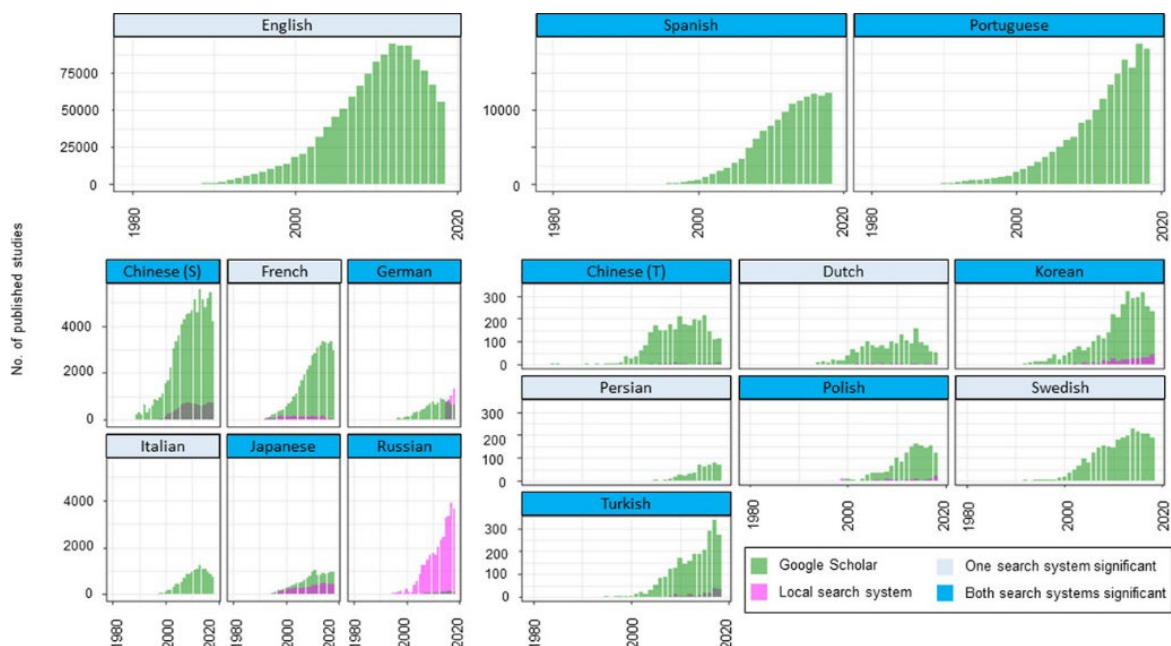 English
Spanish
Portuguese
75000
50000
25000
0
10000
0
1980
2000
2020
1980
2000
2020
1980
2000
2020
No. of published studies
Chinese (S)
French
German
4000
2000
0
Italian
Japanese
Russian
4000
2000
0
1980
2000
2020
1980
2000
2020
1980
2000
2020
Chinese (T)
Dutch
Korean
300
200
100
0
Persian
Polish
Swedish
300
200
100
0
1980
2000
2020
1980
2000
2020
Turkish
300
200
100
0
1980
2000
2020
Google Scholar
One search system significant
Local search system
Both search systems significant